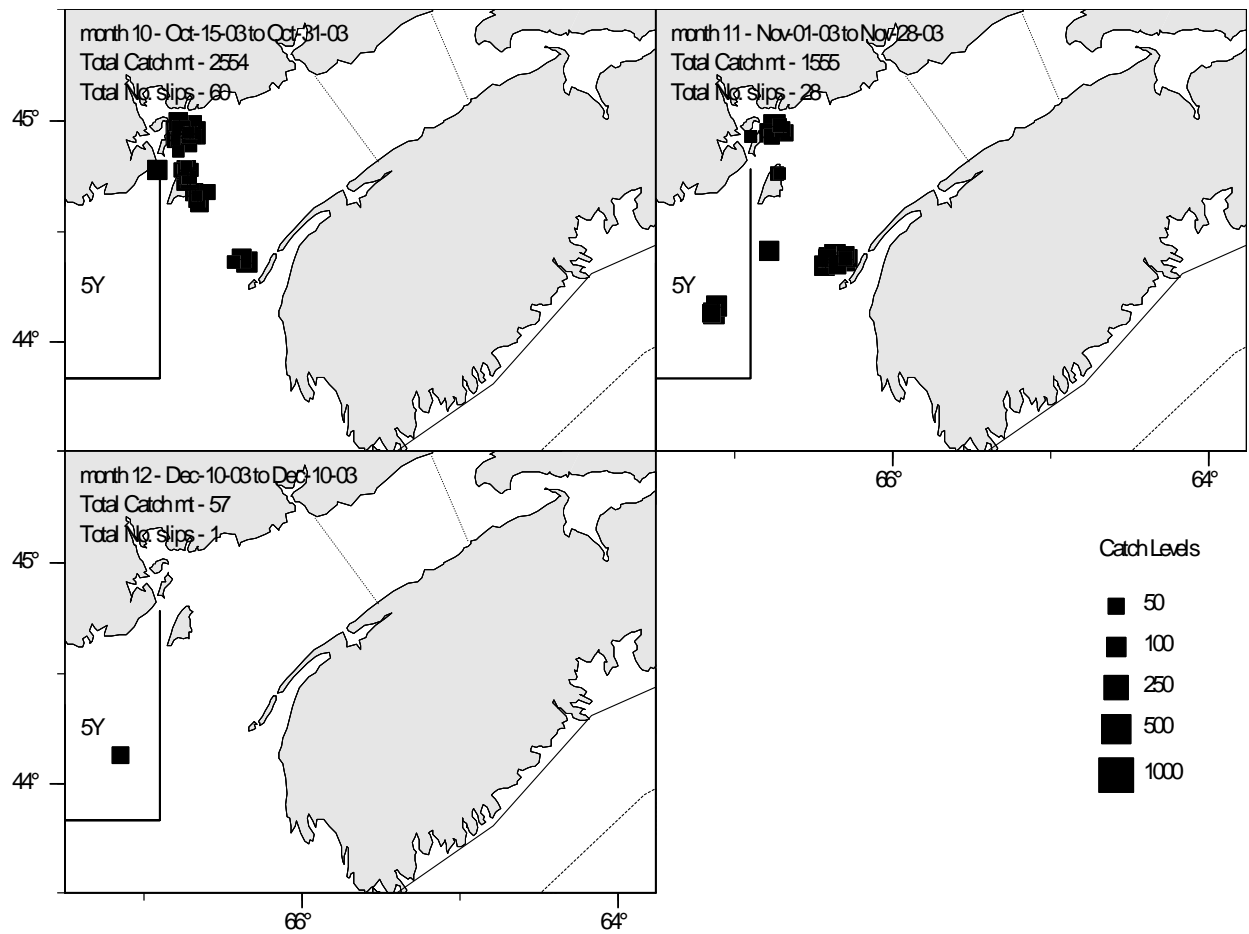 month 10 - Oct-15-03 to Oct-31-03
Total Catch mt - 2554
Total No. slips - 60
45°
5Y
44°
month 11 - Nov-01-03 to Nov-28-03
Total Catch mt - 1555
Total No. slips - 28
5Y
66°
64°
month 12 - Dec-10-03 to Dec-10-03
Total Catch mt - 57
Total No. slips - 1
45°
5Y
44°
66°
64°
Catch Levels
50
100
250
500
1000